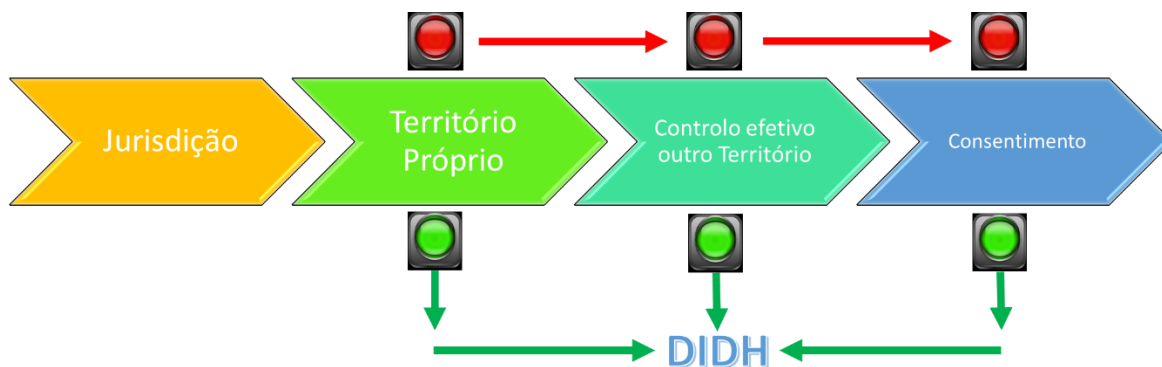 Jurisdição
Território
Próprio
Controlo efetivo
outro Território
Consentimento
DIDH